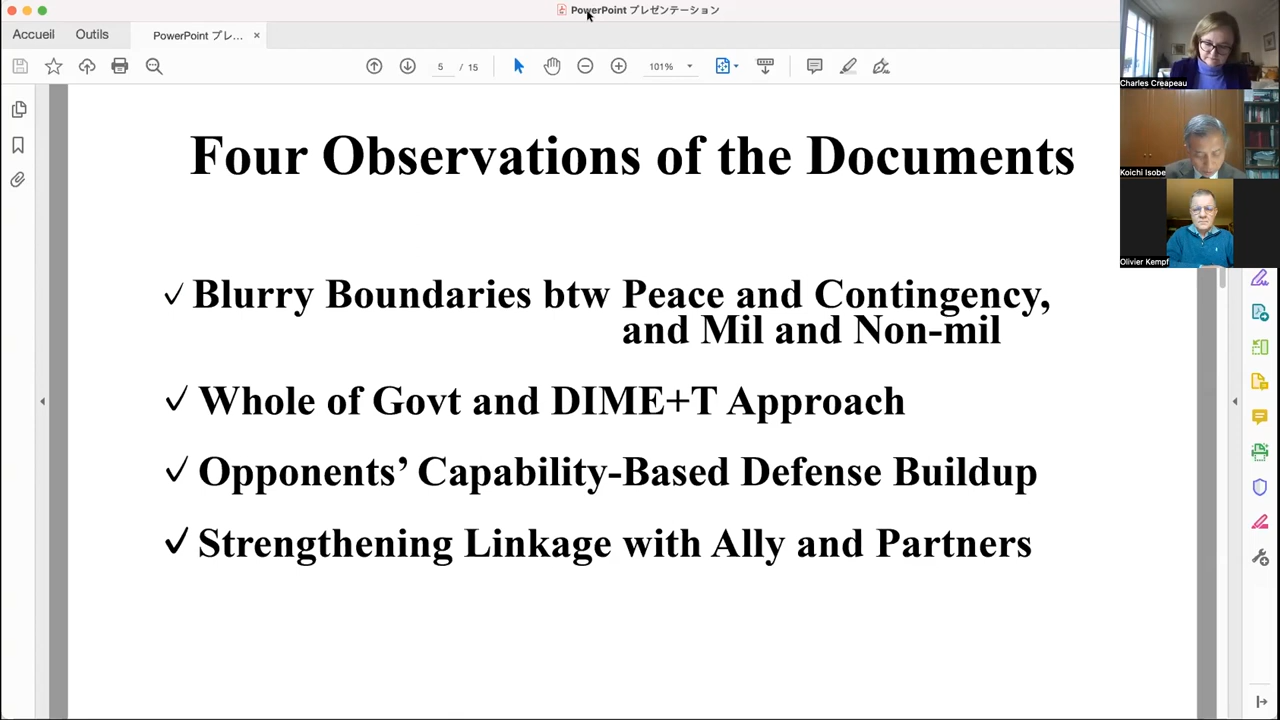 PowerPoint プレゼンテーション
Accueil
Outils
PowerPoint プレ...
5 / 15
101%
Charles Creapeau
Koichi Isobe
Olivier Kempf
Four Observations of the Documents
✓ Blurry Boundaries btw Peace and Contingency,
and Mil and Non-mil
✓ Whole of Govt and DIME+T Approach
✓ Opponents’ Capability-Based Defense Buildup
✓ Strengthening Linkage with Ally and Partners